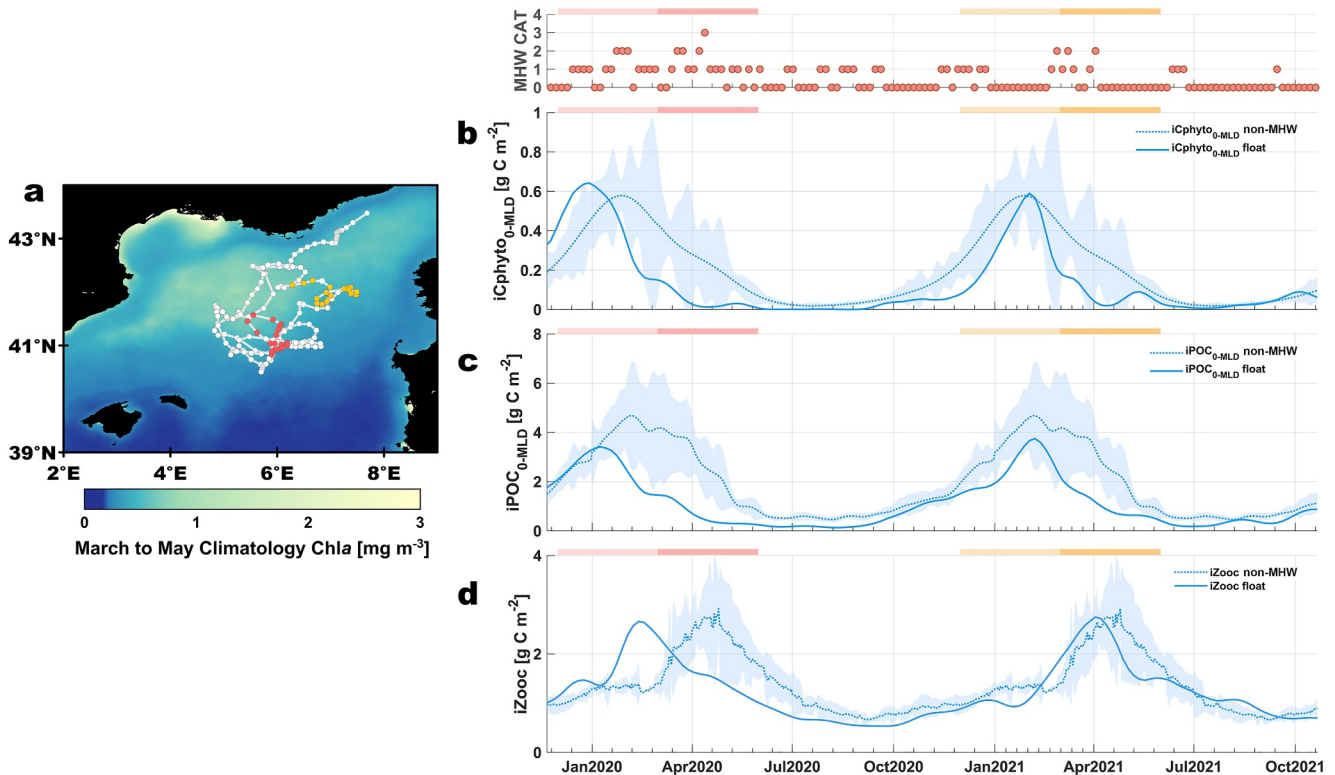 a
43°N
41°N
39°N
2°E 4°E 6°E 8°E
0 1 2 3
March to May Climatology Chla [mg m-3]
MHW CAT
4
3
2
1
0
b
iCphyto0-MLD [g C m-2]
1
0.8
0.6
0.4
0.2
0
iCphyto0-MLD non-MHW
iCphyto0-MLD float
c
iPOC0-MLD [g C m-2]
8
6
4
2
0
iPOC0-MLD non-MHW
iPOC0-MLD float
d
iZooc [g C m-2]
4
2
0
iZooc non-MHW
iZooc float
Jan2020 Apr2020 Jul2020 Oct2020 Jan2021 Apr2021 Jul2021 Oct2021